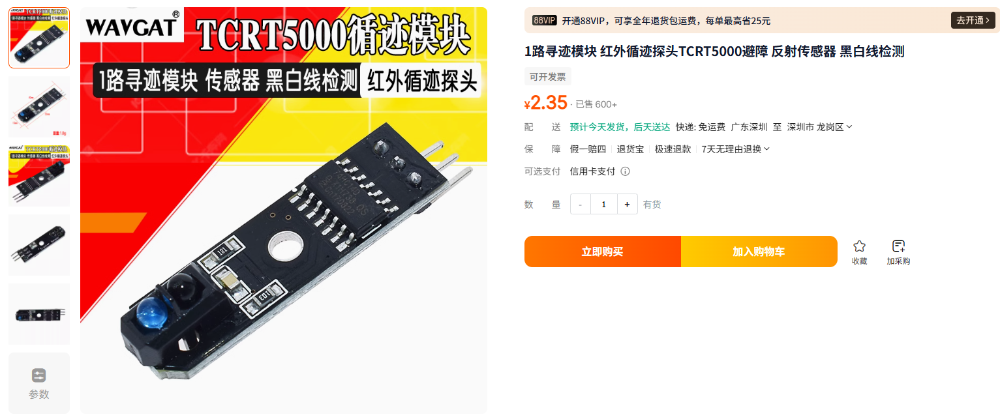 WAVGAT®
TCRT5000循迹模块
1路寻迹模块 传感器 黑白线检测 红外循迹探头
74HC14D
181
103
参数
88VIP 开通88VIP，可享全年退货包运费，每单最高省25元 去开通
1路寻迹模块 红外循迹探头TCRT5000避障 反射传感器 黑白线检测
可开发票
¥2.35 · 已售 600+
配 送 预计今天发货，后天送达 快递: 免运费 广东深圳 至 深圳市 龙岗区
保 障 假一赔四 退货宝 极速退款 7天无理由退换
可选支付 信用卡支付
数 量 - 1 + 有货
立即购买 加入购物车
收藏 加采购